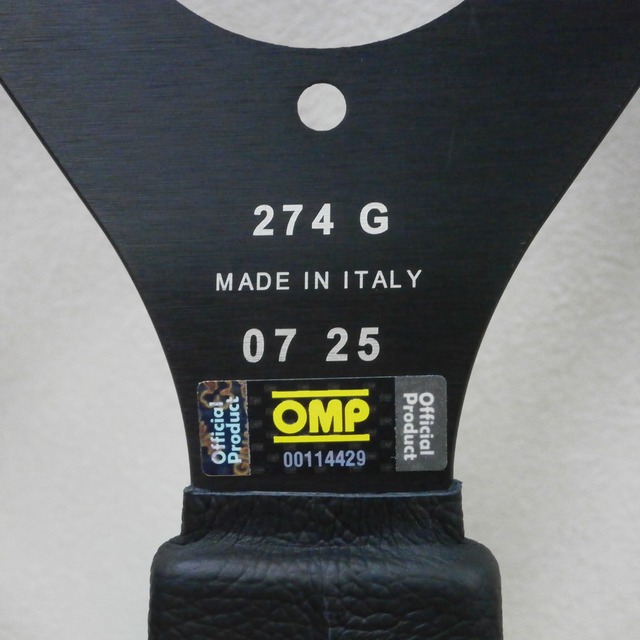 274 G
MADE IN ITALY
07 25
Official Product
OMP
00114429
Official Product